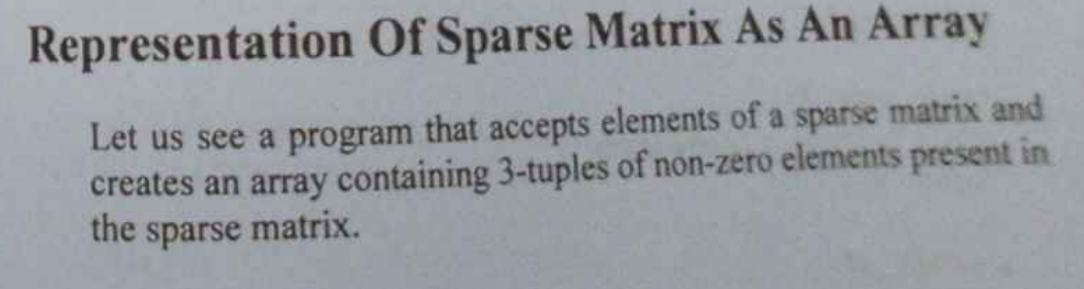 Representation Of Sparse Matrix As An Array
Let us see a program that accepts elements of a sparse matrix and
creates an array containing 3-tuples of non-zero elements present in
the sparse matrix.